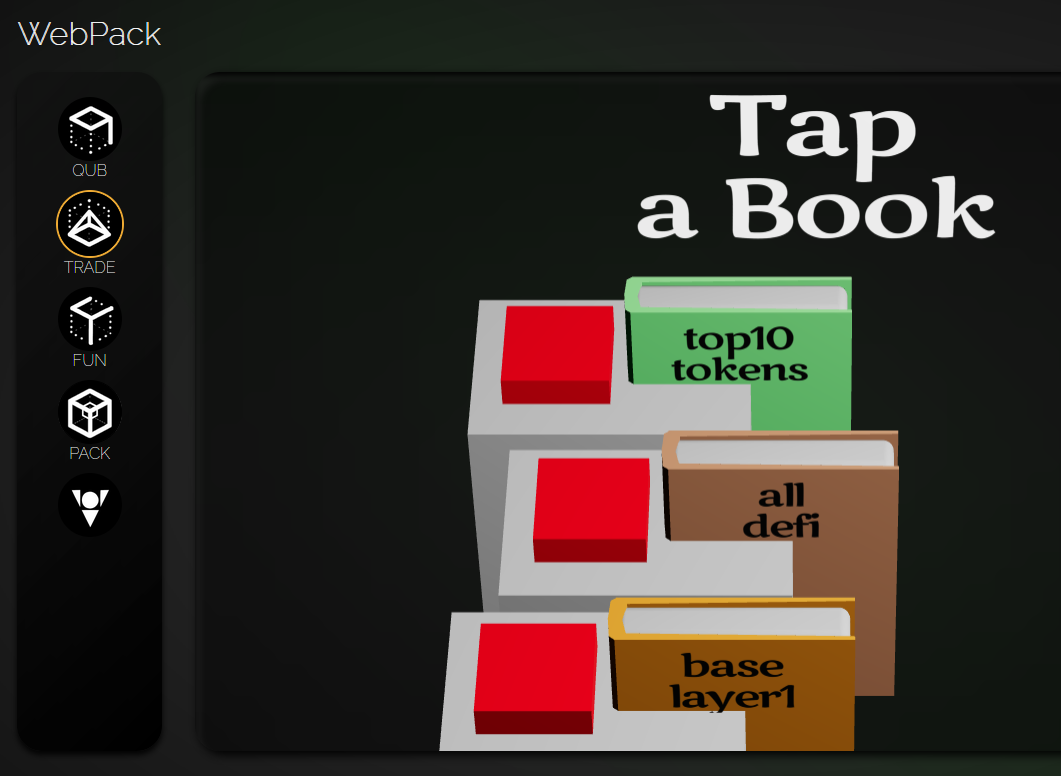 WebPack
QUB
TRADE
FUN
PACK
Tap
a Book
top10
tokens
all
defi
base
layer1